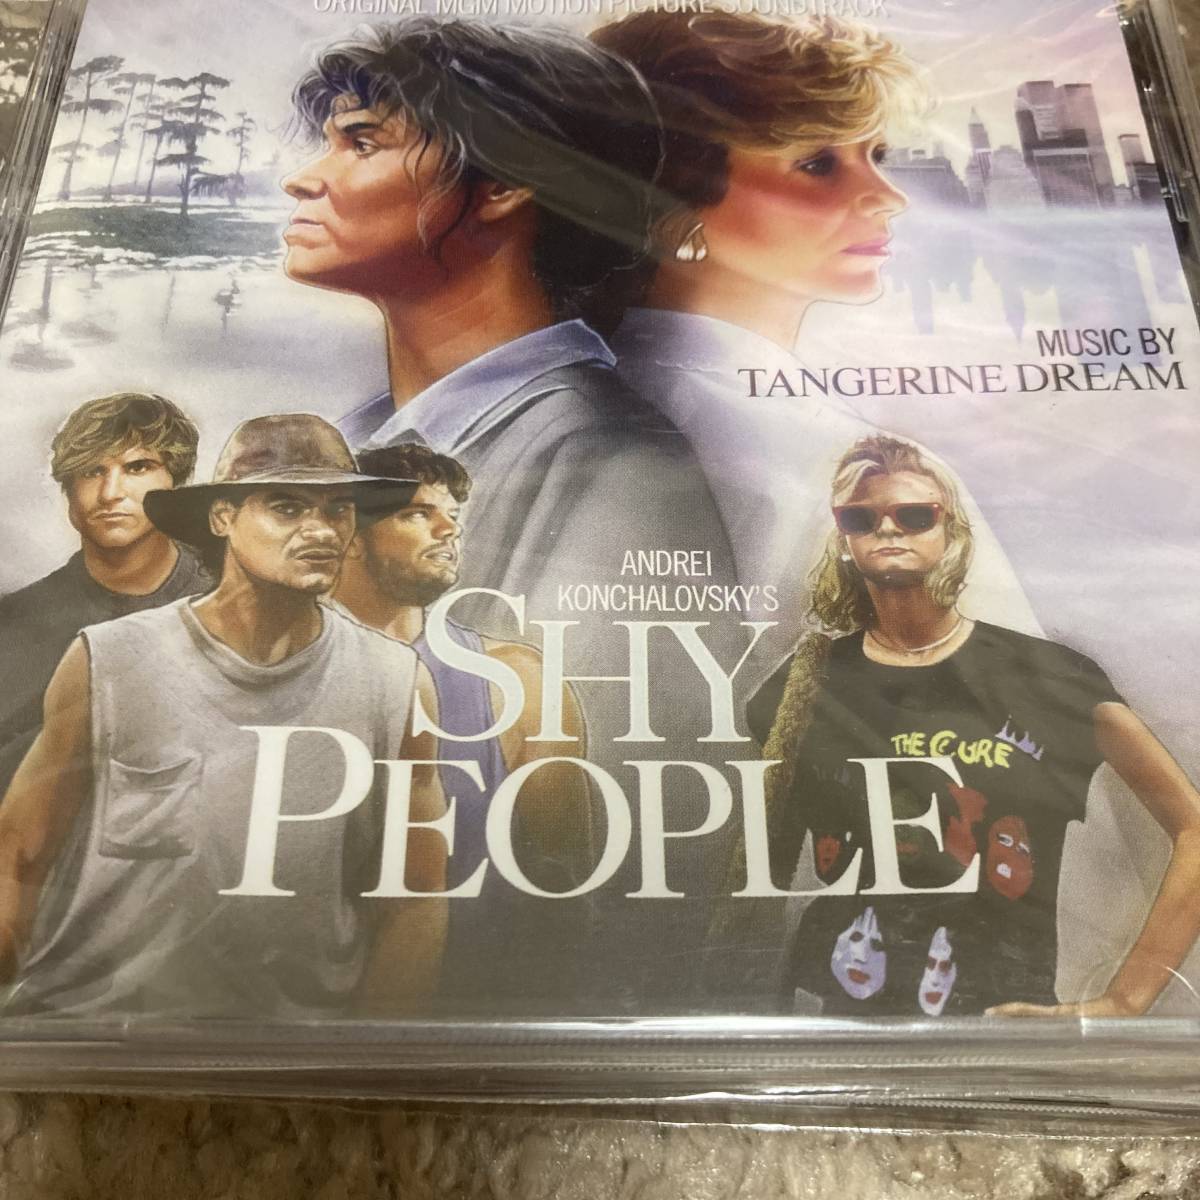 ORIGINAL MGM MOTION PICTURE SOUNDTRACK
MUSIC BY
TANGERINE DREAM
ANDREI
KONCHALOVSKY'S
SHY
PEOPLE
THE CURE